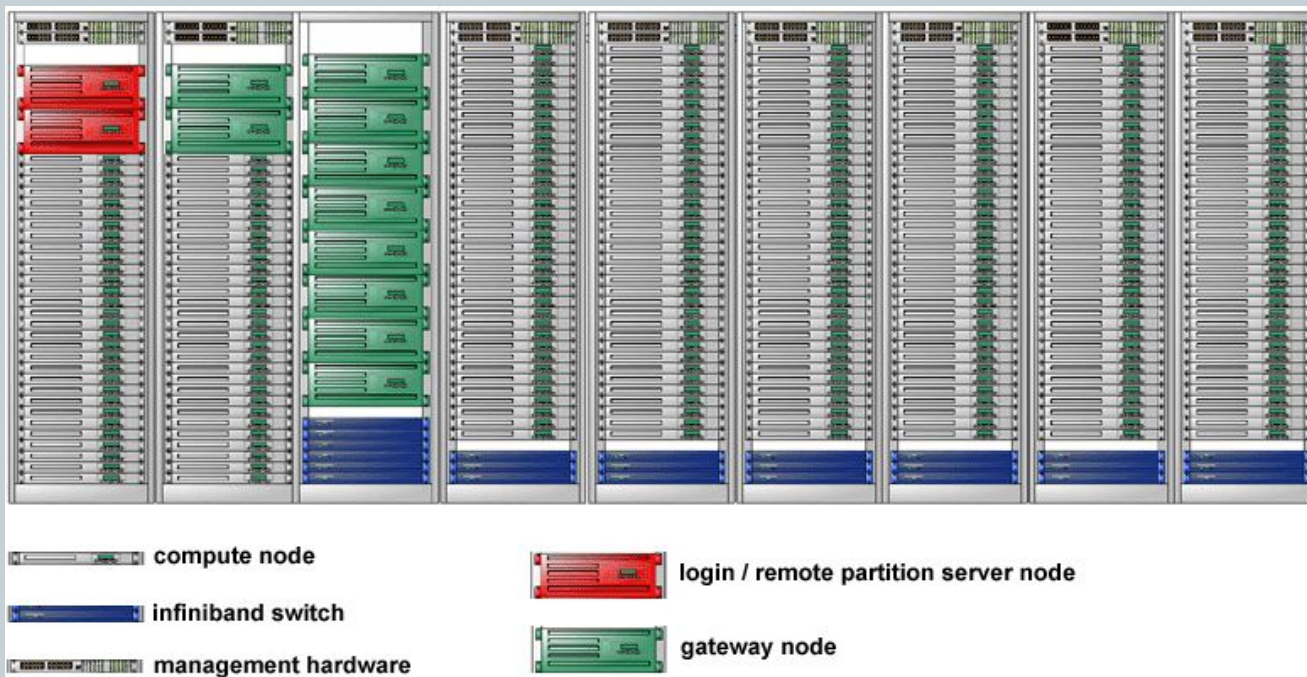 compute node
login / remote partition server node
infiniband switch
gateway node
management hardware